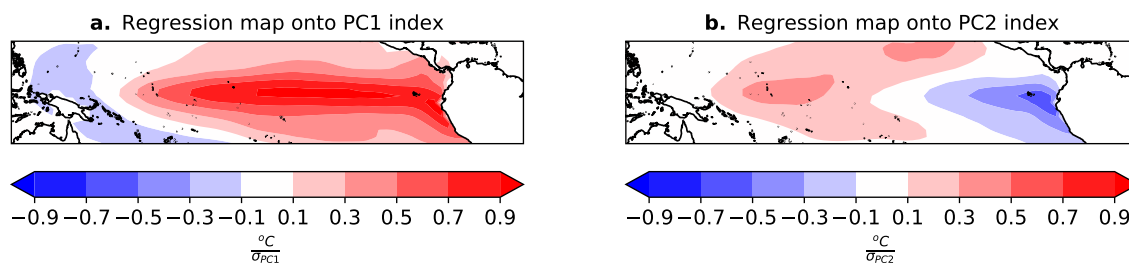 a. Regression map onto PC1 index
−0.9 −0.7 −0.5 −0.3 −0.1 0.1 0.3 0.5 0.7 0.9
°C
σPC1
b. Regression map onto PC2 index
−0.9 −0.7 −0.5 −0.3 −0.1 0.1 0.3 0.5 0.7 0.9
°C
σPC2